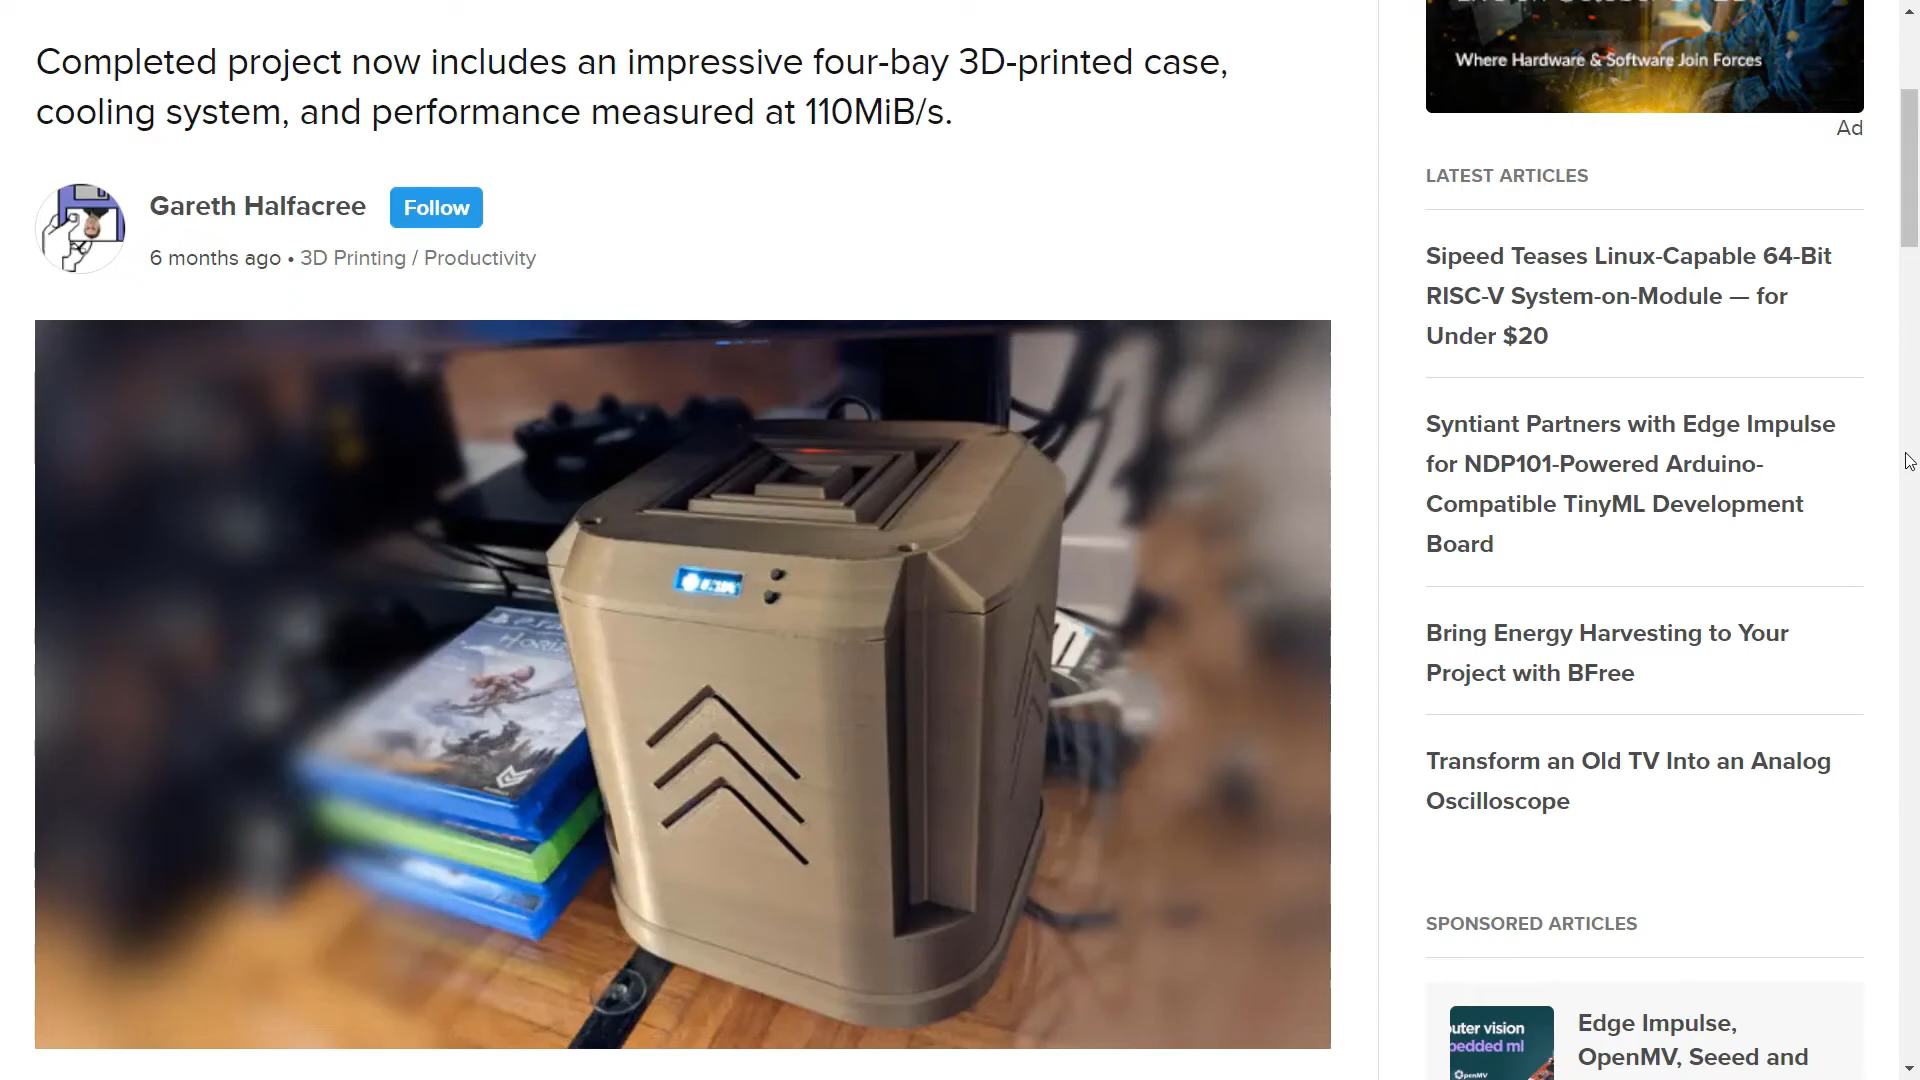 Completed project now includes an impressive four-bay 3D-printed case,
cooling system, and performance measured at 110MiB/s.
Gareth Halfacree
Follow
6 months ago • 3D Printing / Productivity
Where Hardware & Software Join Forces
Ad
LATEST ARTICLES
Sipeed Teases Linux-Capable 64-Bit
RISC-V System-on-Module — for
Under $20
Syntiant Partners with Edge Impulse
for NDP101-Powered Arduino-
Compatible TinyML Development
Board
Bring Energy Harvesting to Your
Project with BFree
Transform an Old TV Into an Analog
Oscilloscope
SPONSORED ARTICLES
uter vision
bedded ml
OpenMV
Edge Impulse,
OpenMV, Seeed and